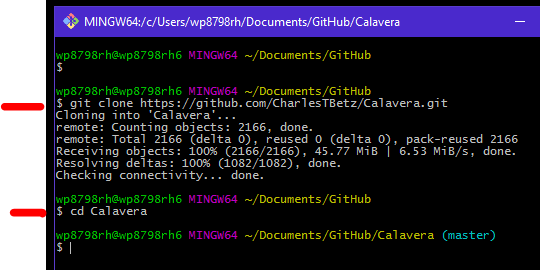 MINGW64:/c/Users/wp8798rh/Documents/GitHub/Calavera
wp8798rh@wp8798rh6 MINGW64 ~/Documents/GitHub
$
wp8798rh@wp8798rh6 MINGW64 ~/Documents/GitHub
$ git clone https://github.com/CharlesTBetz/Calavera.git
Cloning into 'Calavera'...
remote: Counting objects: 2166, done.
remote: Total 2166 (delta 0), reused 0 (delta 0), pack-reused 2166
Receiving objects: 100% (2166/2166), 45.77 MiB | 6.53 MiB/s, done.
Resolving deltas: 100% (1082/1082), done.
Checking connectivity... done.
wp8798rh@wp8798rh6 MINGW64 ~/Documents/GitHub
$ cd Calavera
wp8798rh@wp8798rh6 MINGW64 ~/Documents/GitHub/Calavera (master)
$